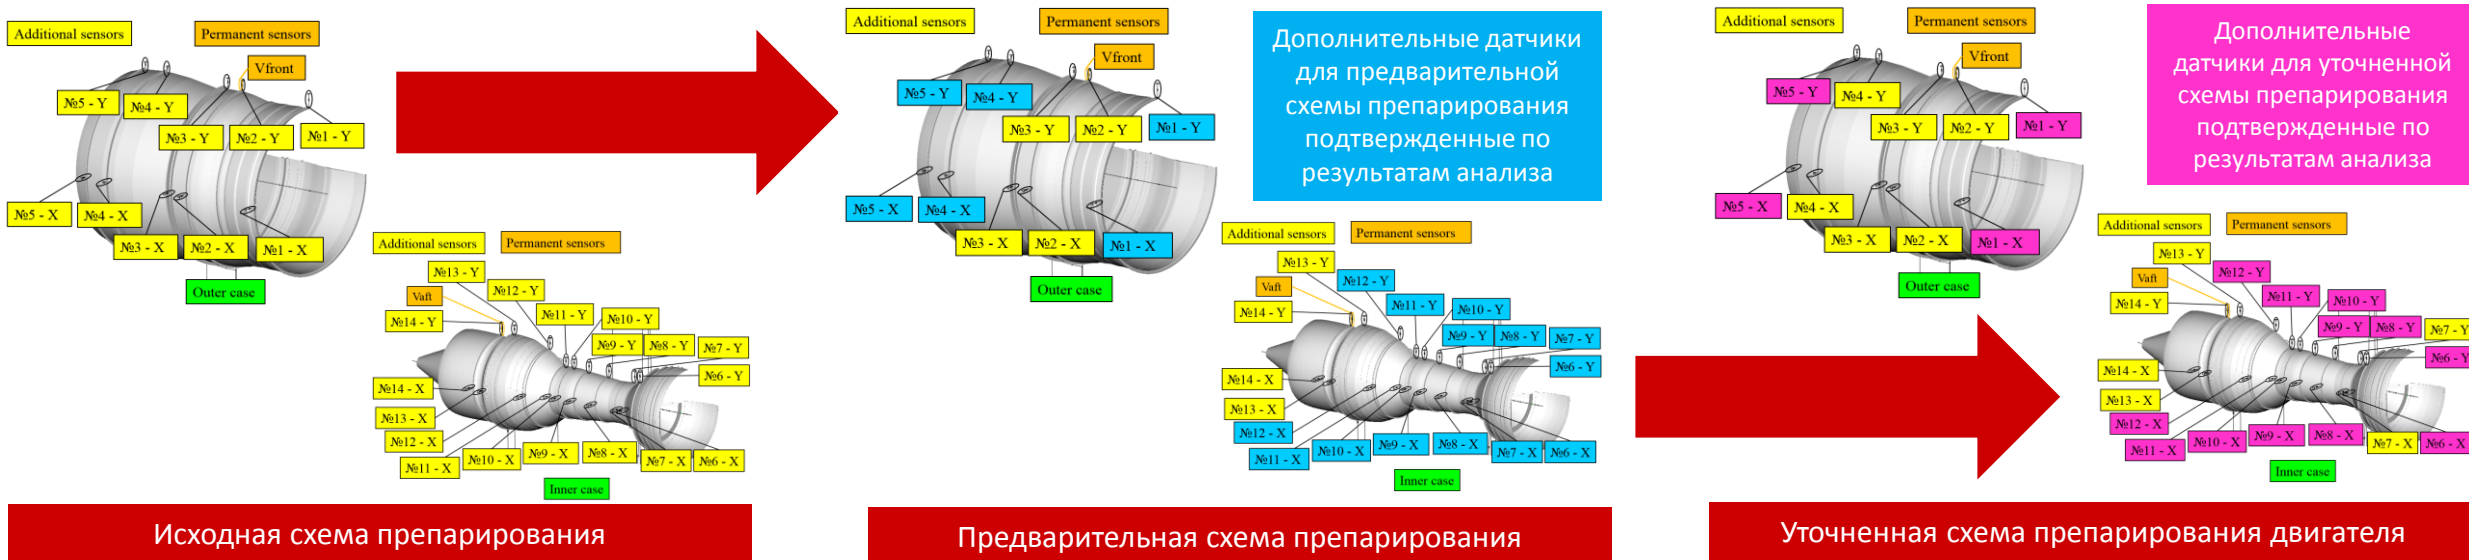 Additional sensors
Permanent sensors
Vfront
№5 - Y
№4 - Y
№3 - Y
№2 - Y
№1 - Y
№5 - X
№4 - X
№3 - X
№2 - X
№1 - X
Outer case
Additional sensors
Permanent sensors
№13 - Y
Vaft
№12 - Y
№14 - Y
№11 - Y
№10 - Y
№9 - Y
№8 - Y
№7 - Y
№6 - Y
№14 - X
№13 - X
№12 - X
№11 - X
№10 - X
№9 - X
№8 - X
№7 - X
№6 - X
Inner case
Исходная схема препарирования
Additional sensors
Permanent sensors
Vfront
№5 - Y
№4 - Y
№3 - Y
№2 - Y
№1 - Y
№5 - X
№4 - X
№3 - X
№2 - X
№1 - X
Outer case
Дополнительные датчики
для предварительной
схемы препарирования
подтвержденные по
результатам анализа
Additional sensors
Permanent sensors
№13 - Y
Vaft
№12 - Y
№14 - Y
№11 - Y
№10 - Y
№9 - Y
№8 - Y
№7 - Y
№6 - Y
№14 - X
№13 - X
№12 - X
№11 - X
№10 - X
№9 - X
№8 - X
№7 - X
№6 - X
Inner case
Предварительная схема препарирования
Additional sensors
Permanent sensors
Vfront
№5 - Y
№4 - Y
№3 - Y
№2 - Y
№1 - Y
№5 - X
№4 - X
№3 - X
№2 - X
№1 - X
Outer case
Дополнительные
датчики для уточненной
схемы препарирования
подтвержденные по
результатам анализа
Additional sensors
Permanent sensors
№13 - Y
Vaft
№12 - Y
№14 - Y
№11 - Y
№10 - Y
№9 - Y
№8 - Y
№7 - Y
№6 - Y
№14 - X
№13 - X
№12 - X
№11 - X
№10 - X
№9 - X
№8 - X
№7 - X
№6 - X
Inner case
Уточненная схема препарирования двигателя